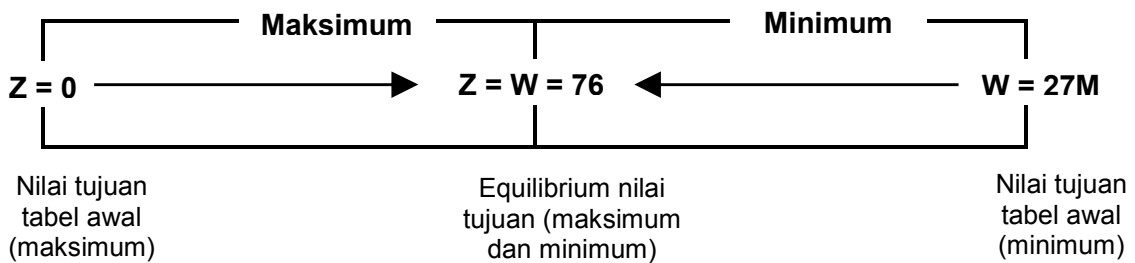 Maksimum
Minimum
Z = 0
Z = W = 76
W = 27M
Nilai tujuan
tabel awal
(maksimum)
Equilibrium nilai
tujuan (maksimum
dan minimum)
Nilai tujuan
tabel awal
(minimum)